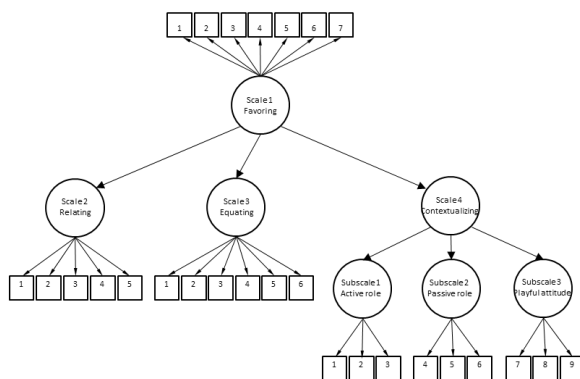 1 2 3 4 5 6 7
Scale 1
Favoring
Scale 2
Relating
Scale 3
Equating
Scale 4
Contextualizing
1 2 3 4 5
1 2 3 4 5 6
Subscale 1
Active role
Subscale 2
Passive role
Subscale 3
Playful attitude
1 2 3
4 5 6
7 8 9